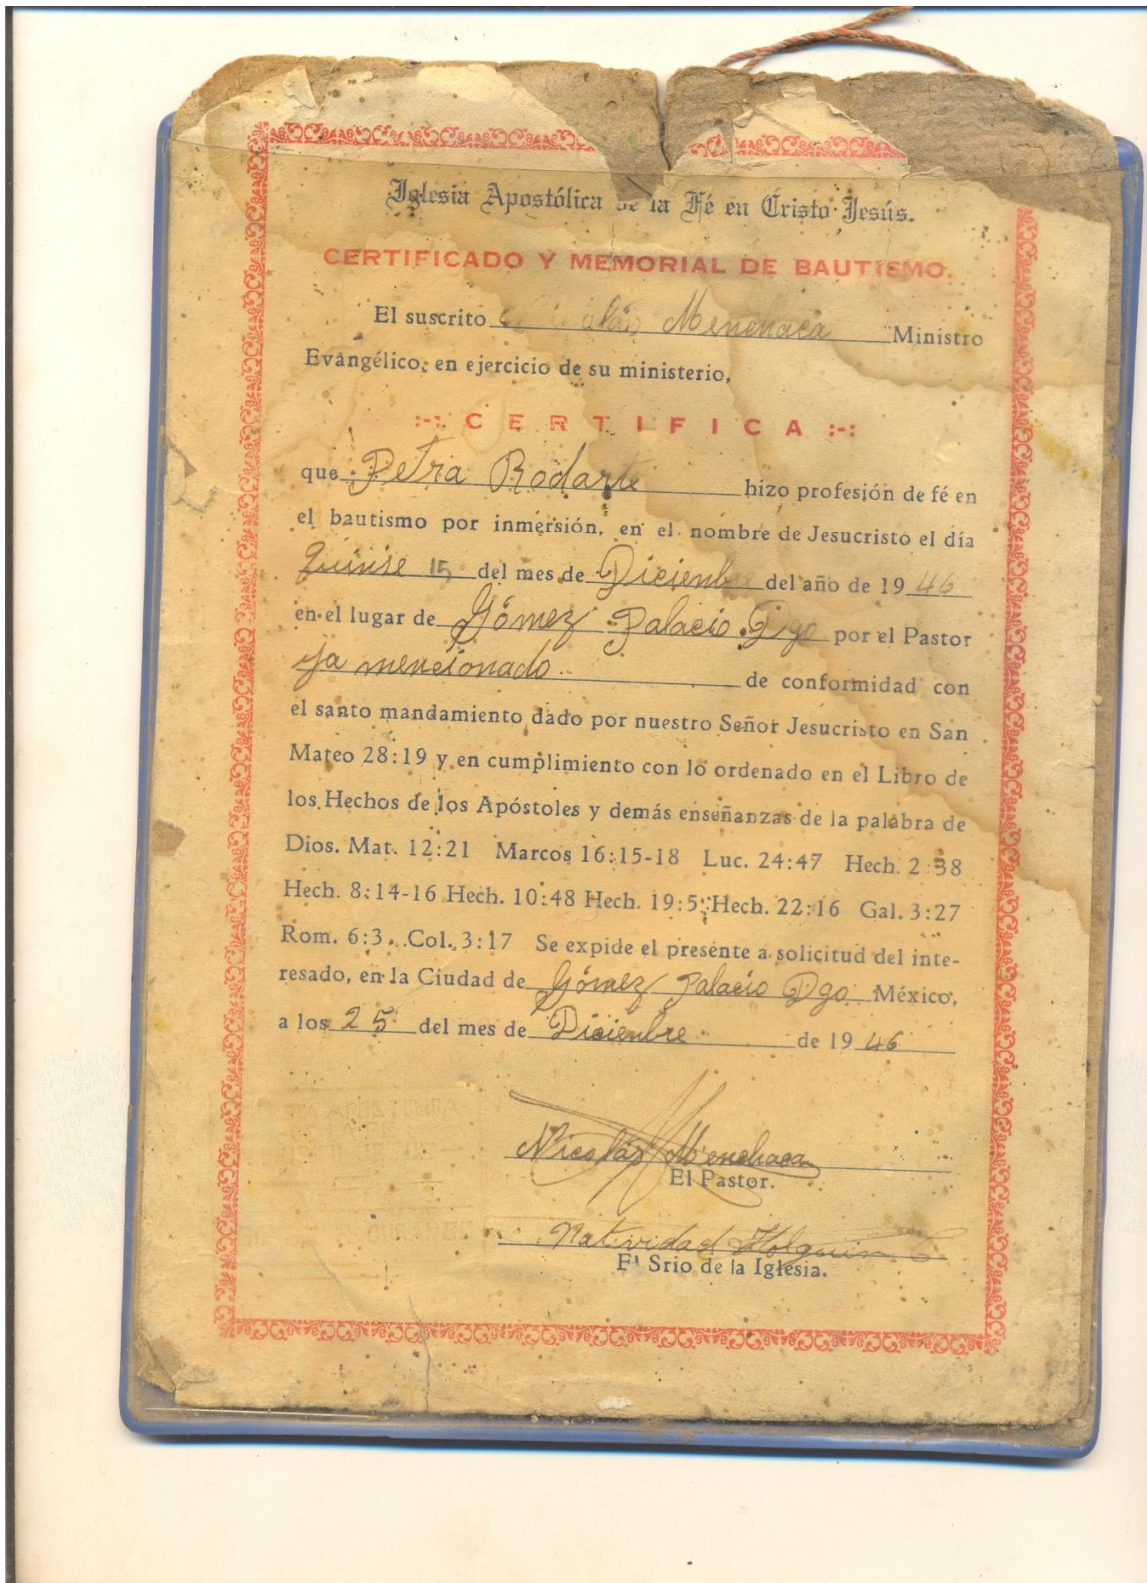 Iglesia Apostólica de la Fé en Cristo Jesús.
CERTIFICADO Y MEMORIAL DE BAUTISMO.
El suscrito Menchaca Ministro
Evangélico, en ejercicio de su ministerio,
:-: CERTIFICA :-:
que Petra Rodarte hizo profesión de fé en
el bautismo por inmersión, en el nombre de Jesucristo el día
Quinse 15 del mes de Diciembre del año de 1946
en el lugar de Gómez Palacio Dgo por el Pastor
ya mencionado de conformidad con
el santo mandamiento dado por nuestro Señor Jesucristo en San
Mateo 28:19 y en cumplimiento con lo ordenado en el Libro de
los Hechos de los Apóstoles y demás enseñanzas de la palabra de
Dios. Mat. 12:21 Marcos 16:15-18 Luc. 24:47 Hech. 2:38
Hech. 8:14-16 Hech. 10:48 Hech. 19:5 Hech. 22:16 Gal. 3:27
Rom. 6:3. Col. 3:17 Se expide el presente a solicitud del inte-
resado, en la Ciudad de Gómez Palacio Dgo México,
a los 25 del mes de Diciembre de 1946
Nicolás Menchaca
El Pastor.
Natividad Holguin
El Srio de la Iglesia.